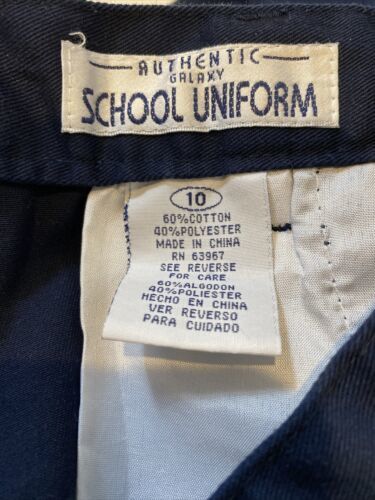 AUTHENTIC
GALAXY
SCHOOL UNIFORM
10
60%COTTON
40%POLYESTER
MADE IN CHINA
RN 63967
SEE REVERSE
FOR CARE
60%ALGODON
40%POLIESTER
HECHO EN CHINA
VER REVERSO
PARA CUIDADO